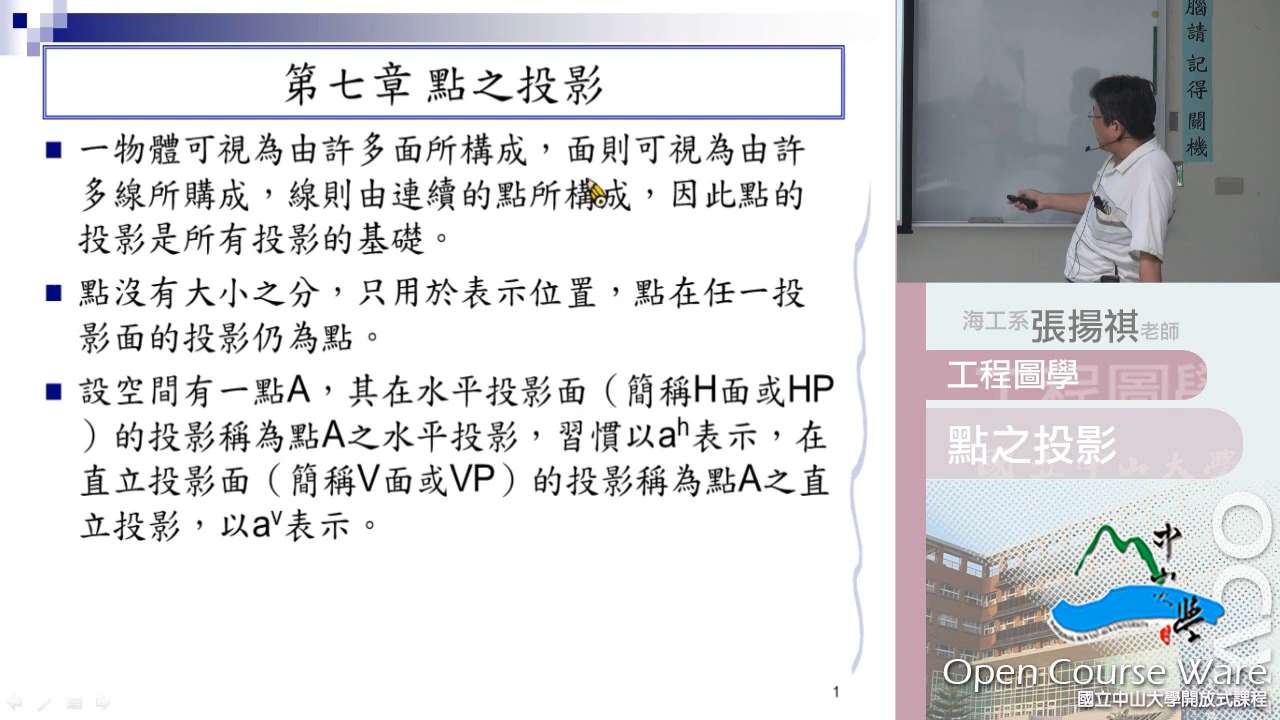 第七章 點之投影
一物體可視為由許多面所構成，面則可視為由許
多線所購成，線則由連續的點所構成，因此點的
投影是所有投影的基礎。
點沒有大小之分，只用於表示位置，點在任一投
影面的投影仍為點。
設空間有一點A，其在水平投影面（簡稱H面或HP
）的投影稱為點A之水平投影，習慣以aʰ表示，在
直立投影面（簡稱V面或VP）的投影稱為點A之直
立投影，以aᵛ表示。
1
腦請記得關機
海工系張揚祺老師
工程圖學
點之投影
中山大學
Open Course Ware
國立中山大學開放式課程